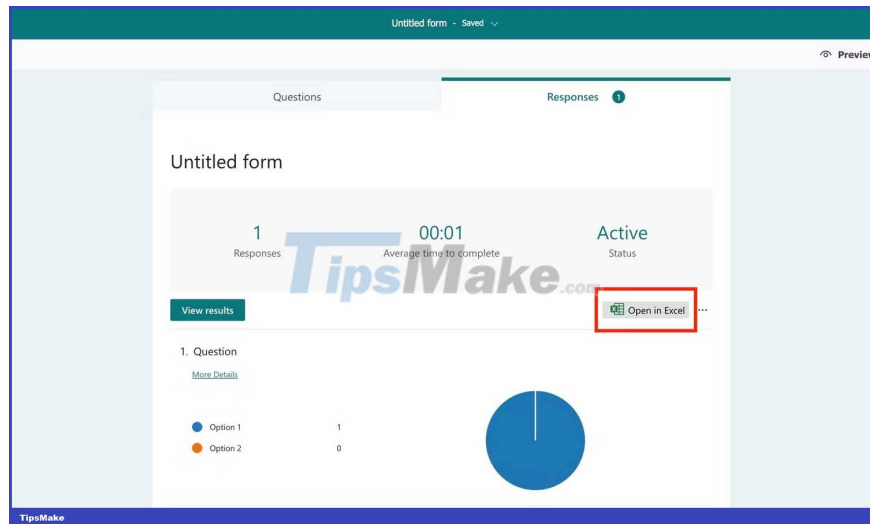 Untitled form - Saved
Preview
Questions
Responses 1
Untitled form
1
Responses
00:01
Average time to complete
Active
Status
TipsMake.com
View results
Open in Excel ...
1. Question
More Details
Option 1 1
Option 2 0
TipsMake